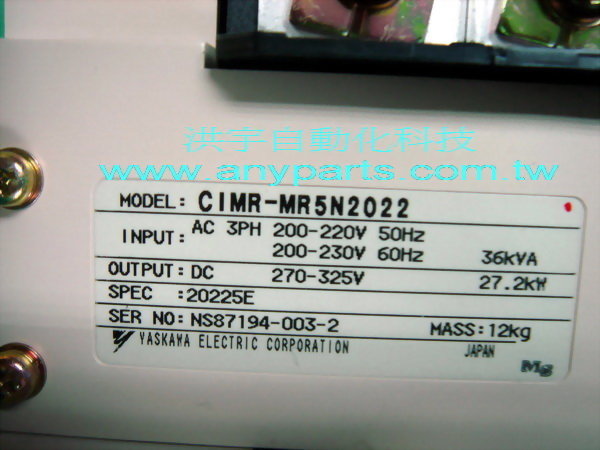 洪宇自動化科技
www.anyparts.com.tw
MODEL: CIMR-MR5N2022
INPUT: AC 3PH 200-220V 50Hz
200-230V 60Hz 36kVA
OUTPUT: DC 270-325V 27.2kW
SPEC :20225E
SER NO: NS87194-003-2 MASS:12kg
YASKAWA ELECTRIC CORPORATION JAPAN